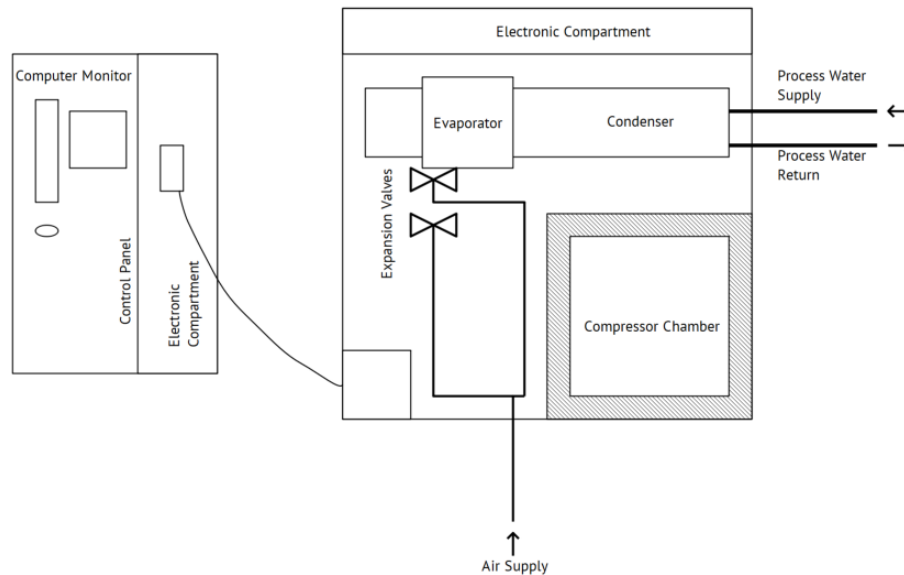 Electronic Compartment
Computer Monitor
Process Water
Supply
Evaporator
Condenser
Process Water
Return
Expansion Valves
Control Panel
Electronic
Compartment
Compressor Chamber
Air Supply